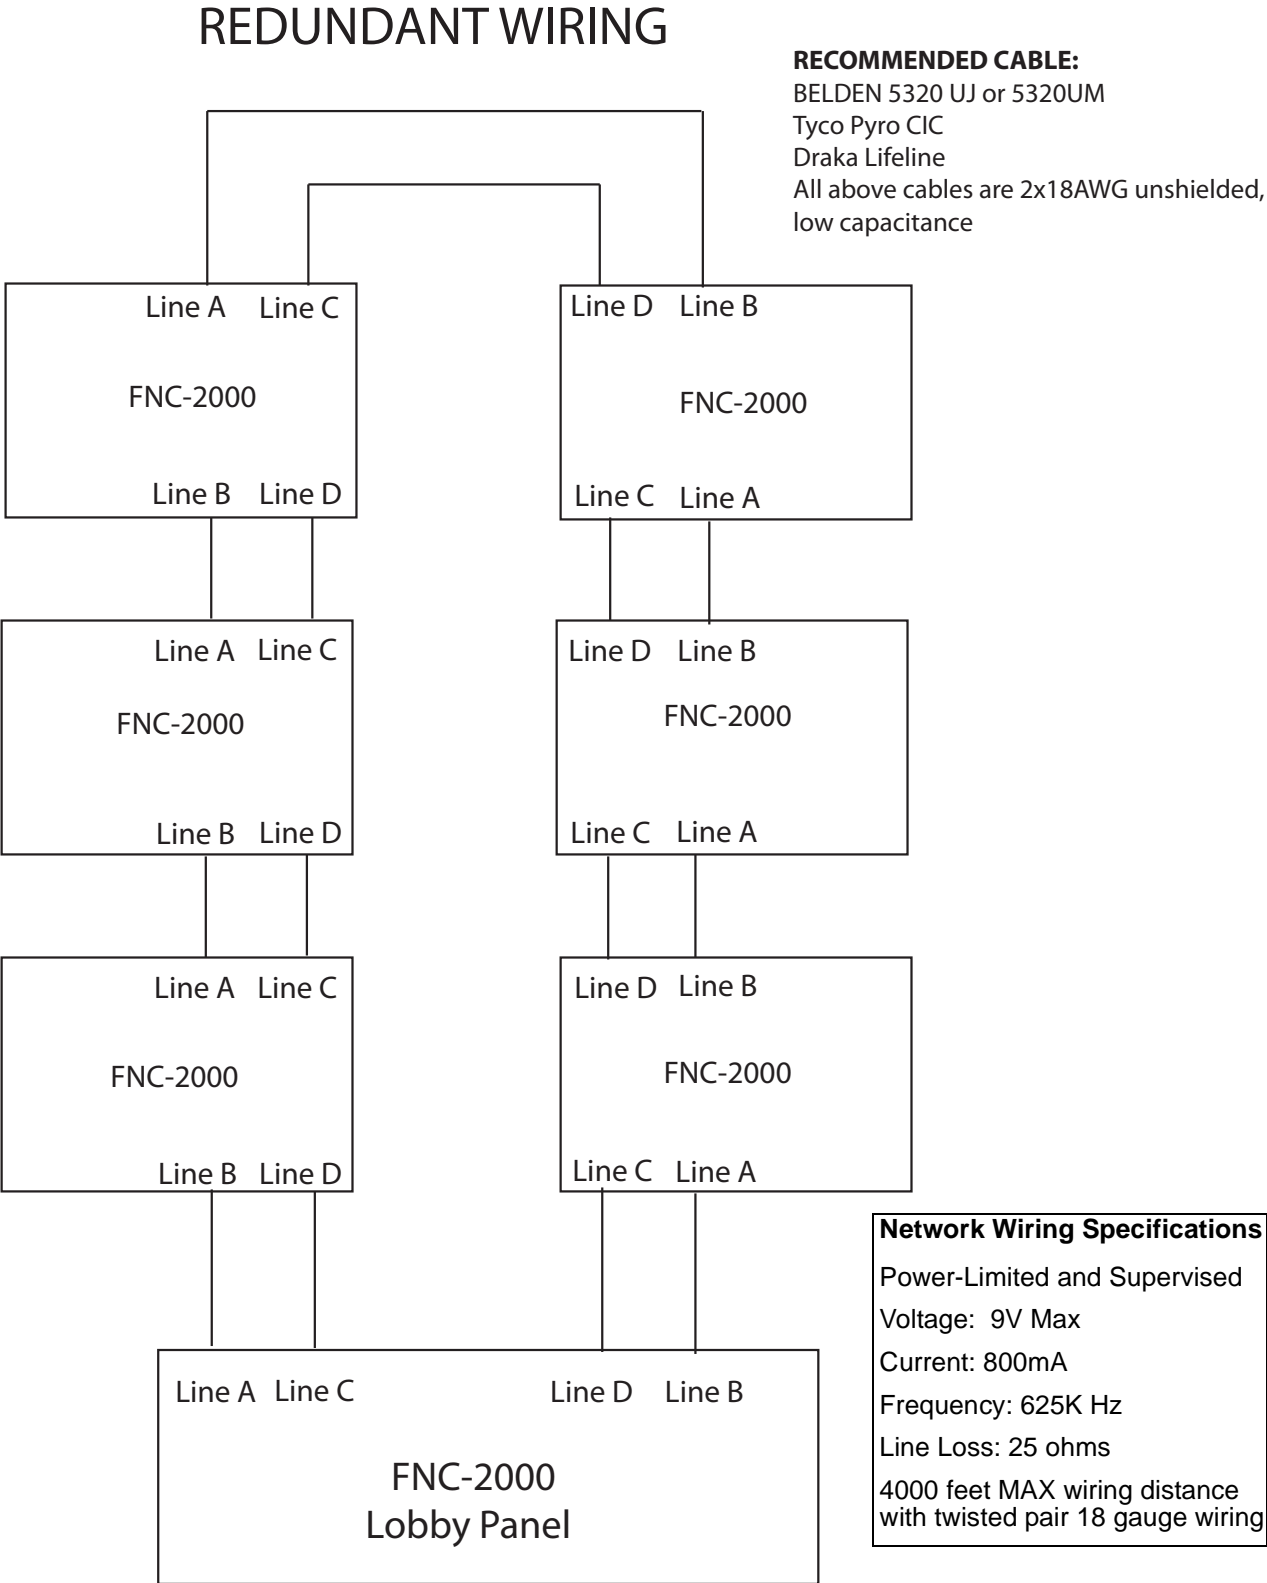 REDUNDANT WIRING
RECOMMENDED CABLE:
BELDEN 5320 UJ or 5320UM
Tyco Pyro CIC
Draka Lifeline
All above cables are 2x18AWG unshielded,
low capacitance
Line A Line C
FNC-2000
Line B Line D
Line D Line B
FNC-2000
Line C Line A
Line A Line C
FNC-2000
Line B Line D
Line D Line B
FNC-2000
Line C Line A
Line A Line C
FNC-2000
Line B Line D
Line D Line B
FNC-2000
Line C Line A
Line A Line C Line D Line B
FNC-2000
Lobby Panel
Network Wiring Specifications
Power-Limited and Supervised
Voltage: 9V Max
Current: 800mA
Frequency: 625K Hz
Line Loss: 25 ohms
4000 feet MAX wiring distance
with twisted pair 18 gauge wiring